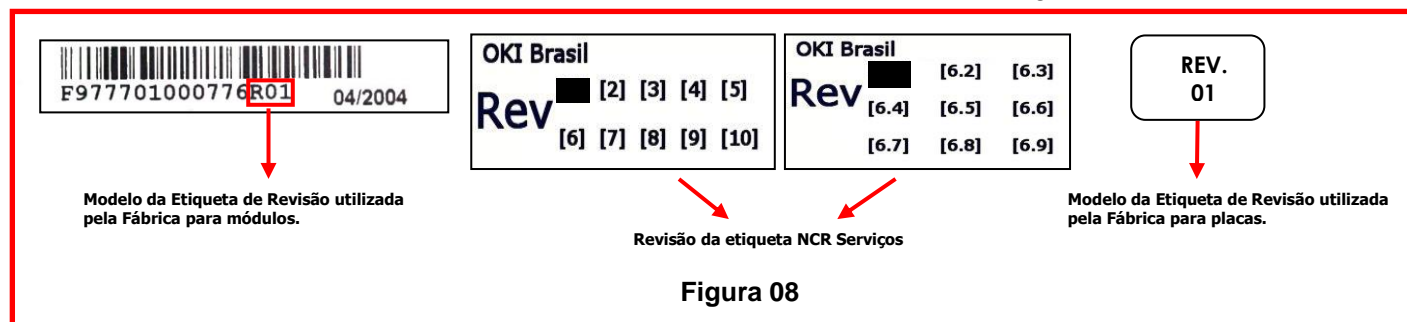 F977701000776R01 04/2004
Modelo da Etiqueta de Revisão utilizada
pela Fábrica para módulos.
OKI Brasil
Rev [2] [3] [4] [5]
[6] [7] [8] [9] [10]
OKI Brasil
Rev [6.2] [6.3]
[6.4] [6.5] [6.6]
[6.7] [6.8] [6.9]
Revisão da etiqueta NCR Serviços
REV.
01
Modelo da Etiqueta de Revisão utilizada
pela Fábrica para placas.
Figura 08